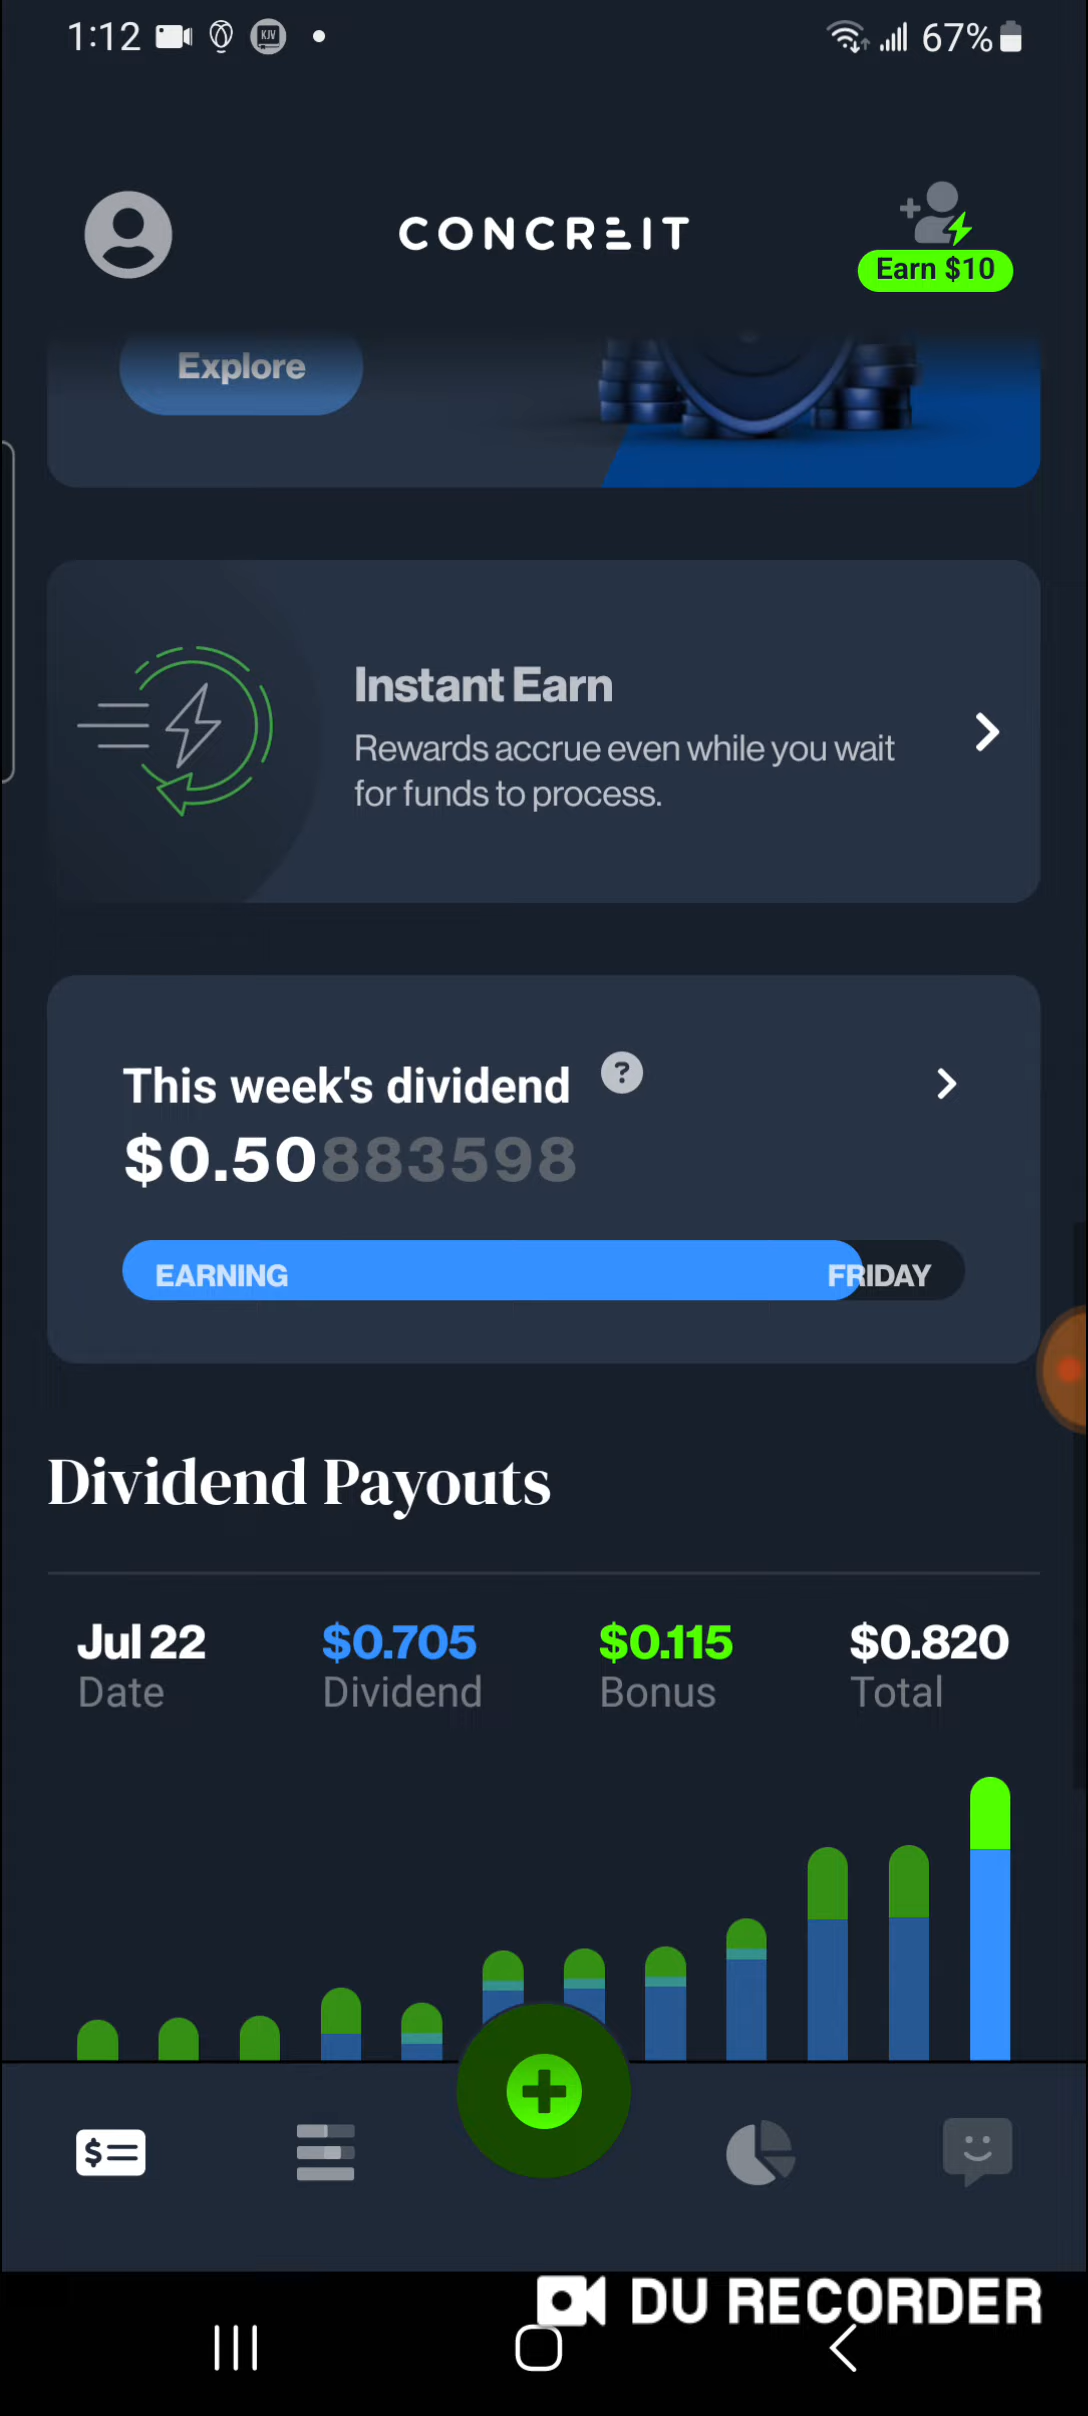 1:12 KJV 67%
CONCREIT
Earn $10
Explore
Instant Earn
Rewards accrue even while you wait
for funds to process.
This week's dividend ?
$0.50883598
EARNING FRIDAY
Dividend Payouts
Jul 22 $0.705 $0.115 $0.820
Date Dividend Bonus Total
$
DU RECORDER